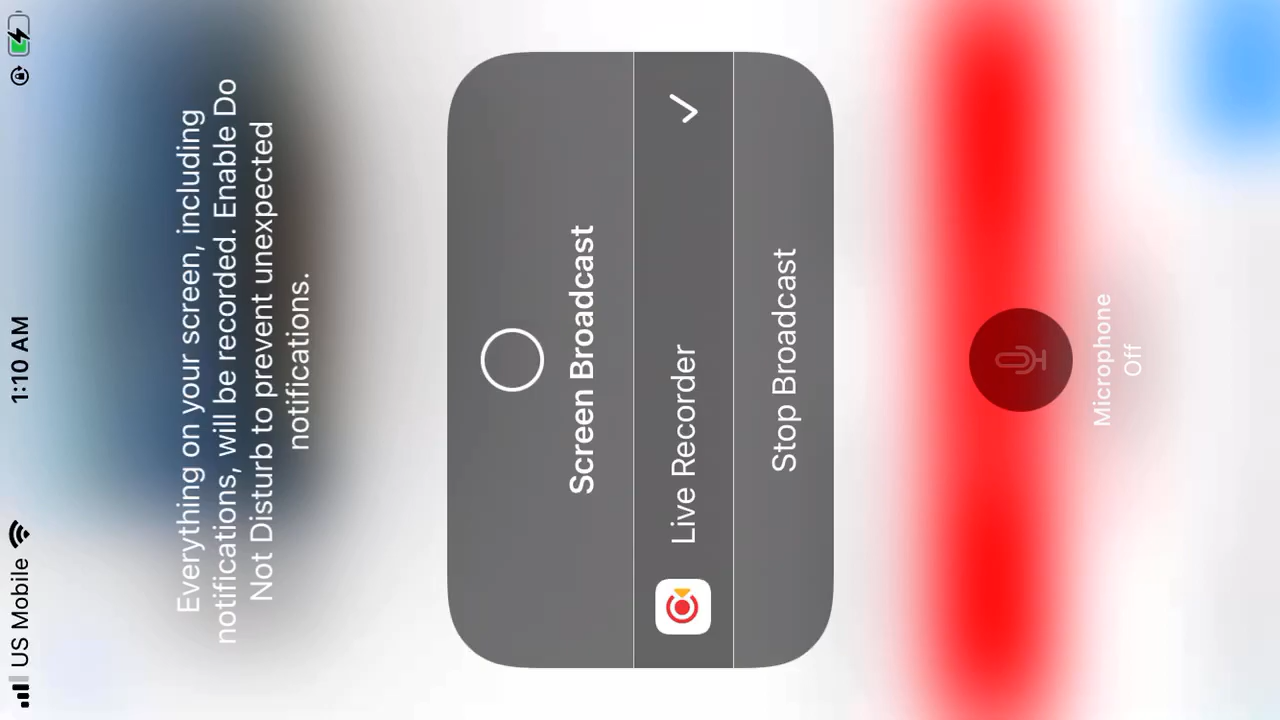 US Mobile 1:10 AM
Everything on your screen, including
notifications, will be recorded. Enable Do
Not Disturb to prevent unexpected
notifications.
Screen Broadcast
Live Recorder
Stop Broadcast
Microphone
Off